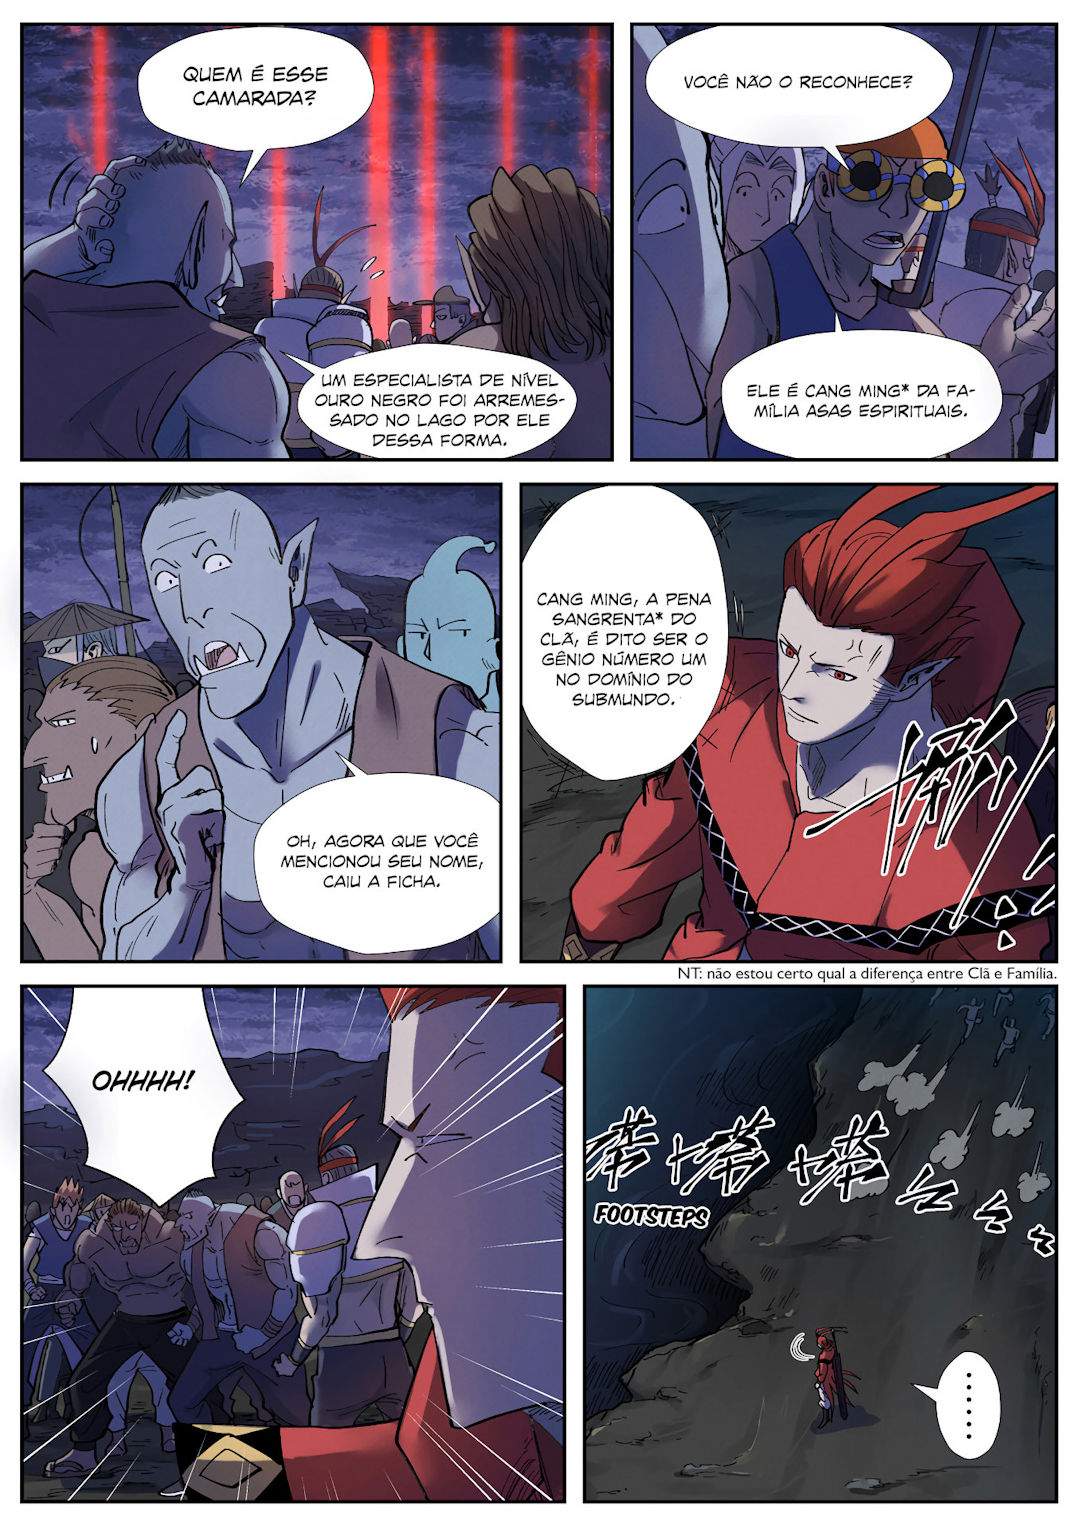 QUEM É ESSE
CAMARADA?
UM ESPECIALISTA DE NÍVEL
OURO NEGRO FOI ARREMES-
SADO NO LAGO POR ELE
DESSA FORMA.
VOCÊ NÃO O RECONHECE?
ELE É CANG MING* DA FA-
MÍLIA ASAS ESPIRITUAIS.
OH, AGORA QUE VOCÊ
MENCIONOU SEU NOME,
CAIU A FICHA.
CANG MING, A PENA
SANGRENTA* DO
CLÃ, É DITO SER O
GÊNIO NÚMERO UM
NO DOMÍNIO DO
SUBMUNDO.
NT: não estou certo qual a diferença entre Clã e Família.
OHHHH!
FOOTSTEPS
......